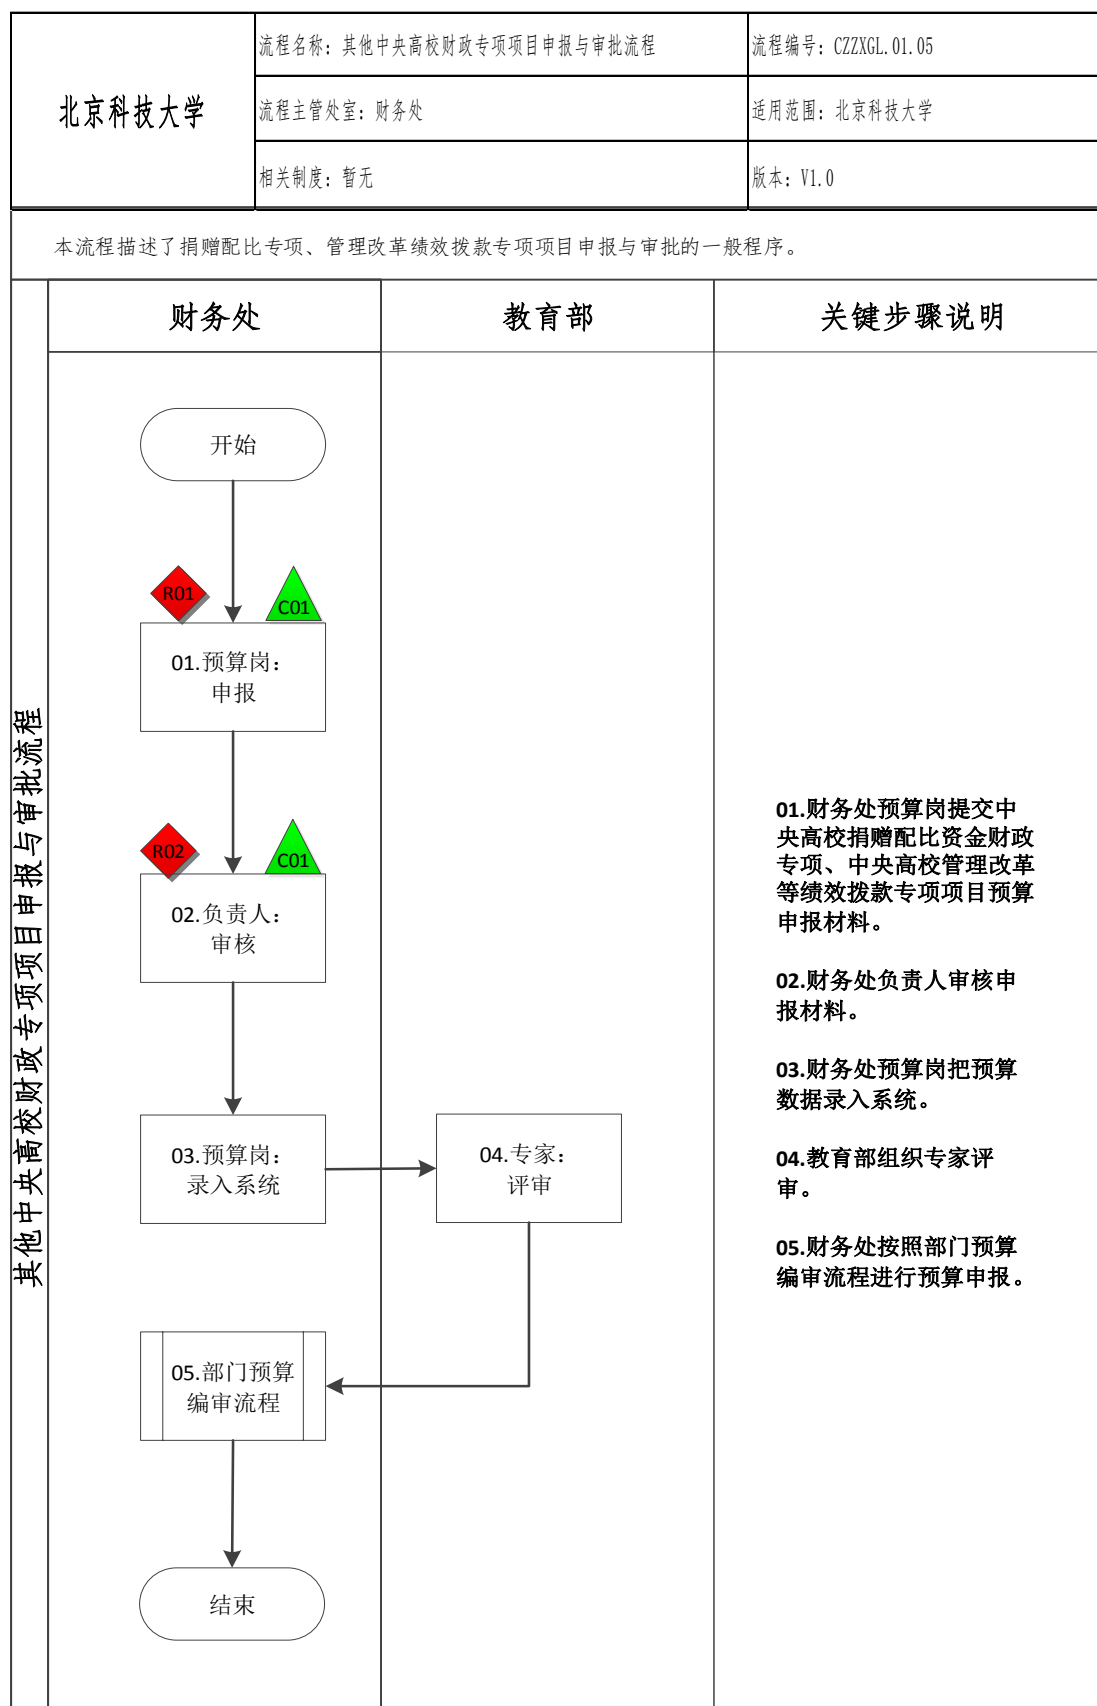 北京科技大学
流程名称：其他中央高校财政专项项目申报与审批流程
流程编号：CZZXGL.01.05
流程主管处室：财务处
适用范围：北京科技大学
相关制度：暂无
版本：V1.0
本流程描述了捐赠配比专项、管理改革绩效拨款专项项目申报与审批的一般程序。
其他中央高校财政专项项目申报与审批流程
财务处
教育部
关键步骤说明
开始
R01
C01
01.预算岗：
申报
R02
C01
02.负责人：
审核
03.预算岗：
录入系统
04.专家：
评审
05.部门预算
编审流程
结束
01.财务处预算岗提交中
央高校捐赠配比资金财政
专项、中央高校管理改革
等绩效拨款专项项目预算
申报材料。
02.财务处负责人审核申
报材料。
03.财务处预算岗把预算
数据录入系统。
04.教育部组织专家评
审。
05.财务处按照部门预算
编审流程进行预算申报。